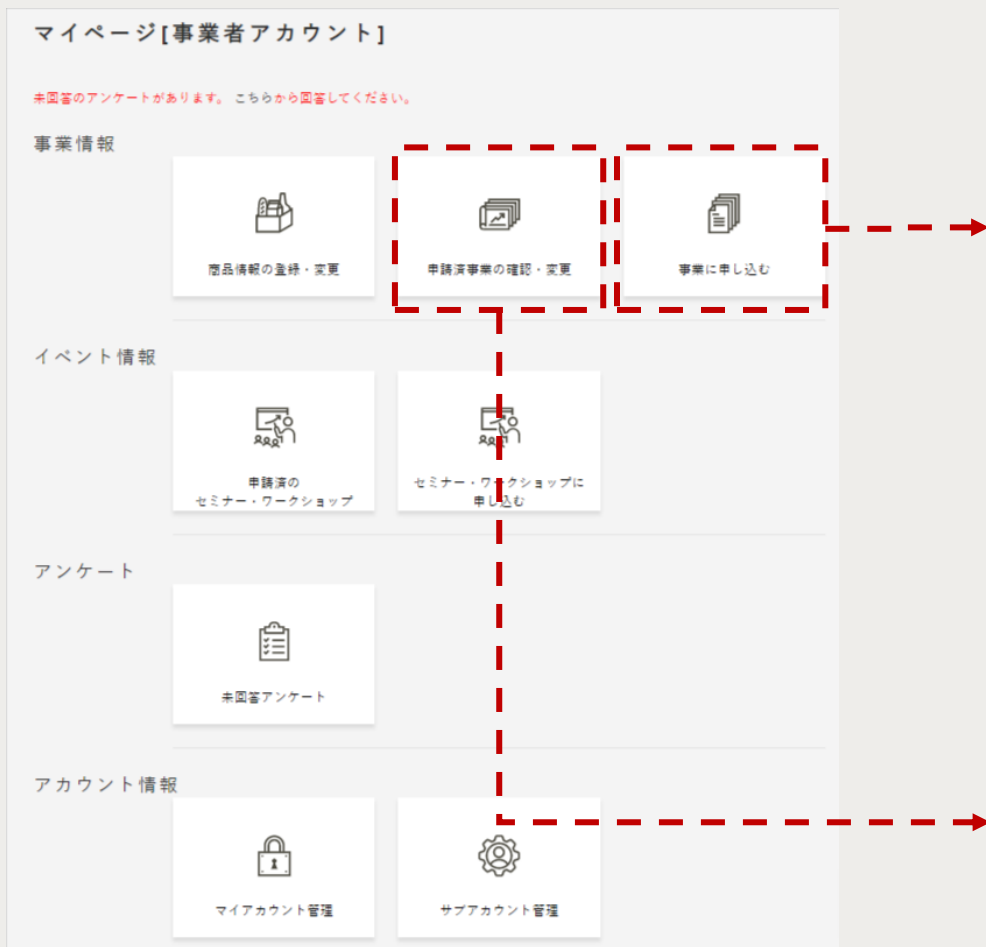 マイページ[事業者アカウント]
未回答のアンケートがあります。 こちらから回答してください。
事業情報
商品情報の登録・変更
申請済事業の確認・変更
事業に申し込む
イベント情報
申請済の
セミナー・ワークショップ
セミナー・ワークショップに
申し込む
アンケート
未回答アンケート
アカウント情報
マイアカウント管理
サブアカウント管理